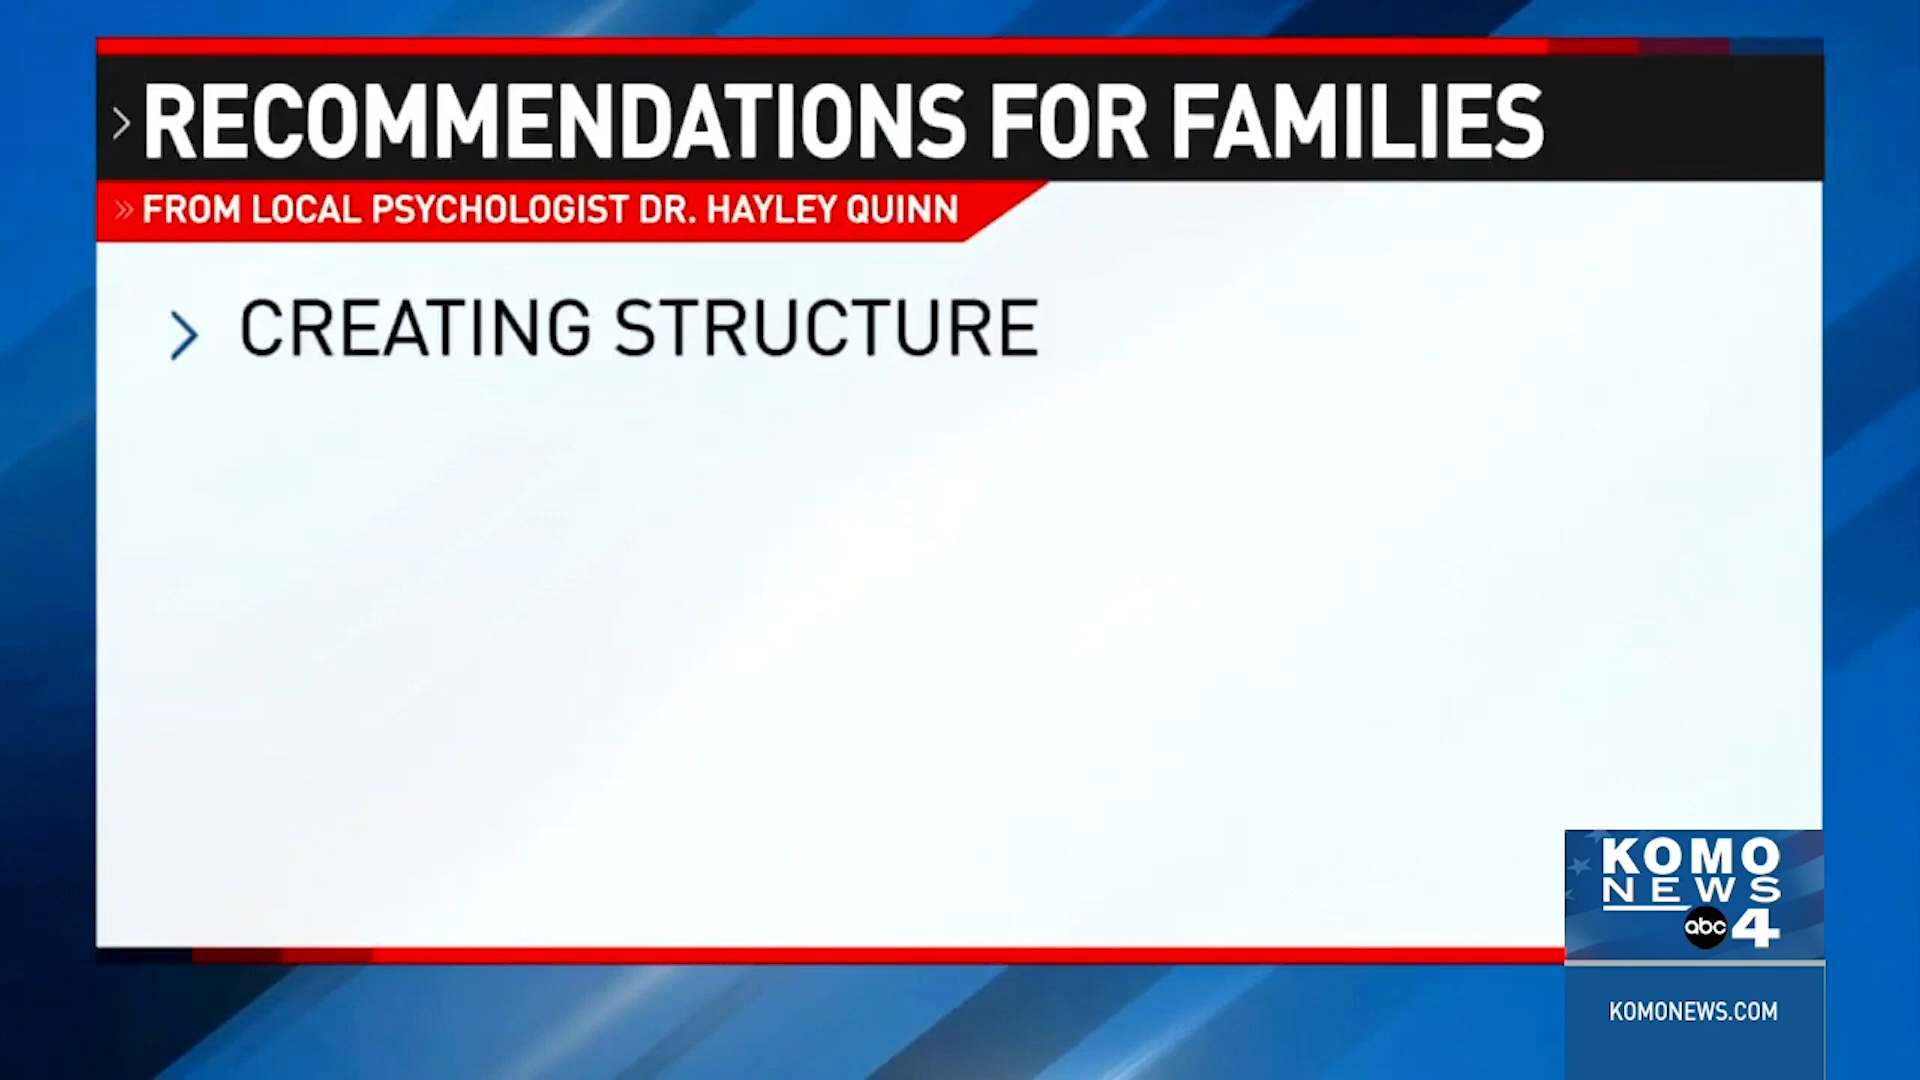 RECOMMENDATIONS FOR FAMILIES
FROM LOCAL PSYCHOLOGIST DR. HAYLEY QUINN
CREATING STRUCTURE
KOMO
NEWS
abc 4
KOMONEWS.COM